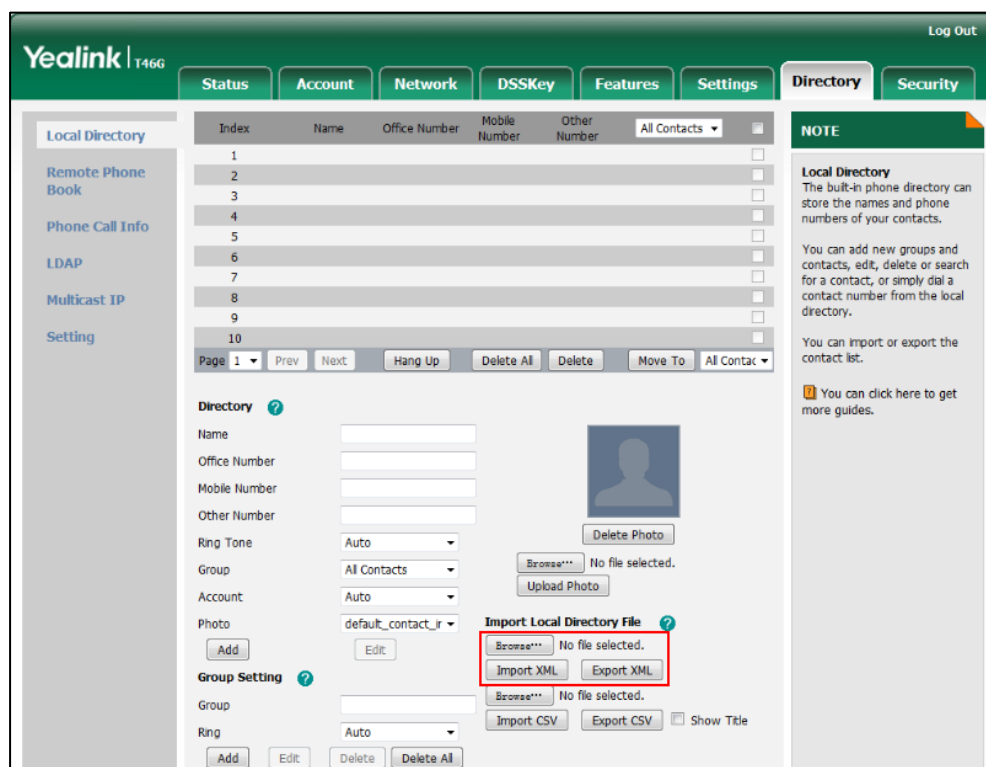 Log Out
Yealink | T46G
Status Account Network DSSKey Features Settings Directory Security
Local Directory
Remote Phone
Book
Phone Call Info
LDAP
Multicast IP
Setting
Index Name Office Number Mobile Number Other Number All Contacts
1
2
3
4
5
6
7
8
9
10
Page 1 Prev Next Hang Up Delete All Delete Move To All Contac
Directory ?
Name
Office Number
Mobile Number
Other Number
Ring Tone Auto
Group All Contacts
Account Auto
Photo default_contact_ir
Add Edit
Group Setting ?
Group
Ring Auto
Add Edit Delete Delete All
Delete Photo
Browse... No file selected.
Upload Photo
Import Local Directory File ?
Browse... No file selected.
Import XML Export XML
Browse... No file selected.
Import CSV Export CSV Show Title
NOTE
Local Directory
The built-in phone directory can
store the names and phone
numbers of your contacts.
You can add new groups and
contacts, edit, delete or search
for a contact, or simply dial a
contact number from the local
directory.
You can import or export the
contact list.
? You can click here to get
more guides.